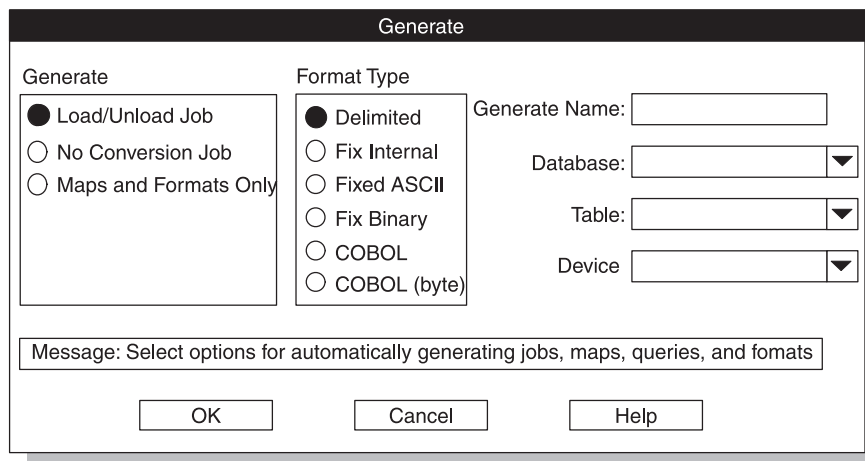 Generate
Generate
Load/Unload Job
No Conversion Job
Maps and Formats Only
Format Type
Delimited
Fix Internal
Fixed ASCII
Fix Binary
COBOL
COBOL (byte)
Generate Name:
Database:
Table:
Device
Message: Select options for automatically generating jobs, maps, queries, and fomats
OK
Cancel
Help